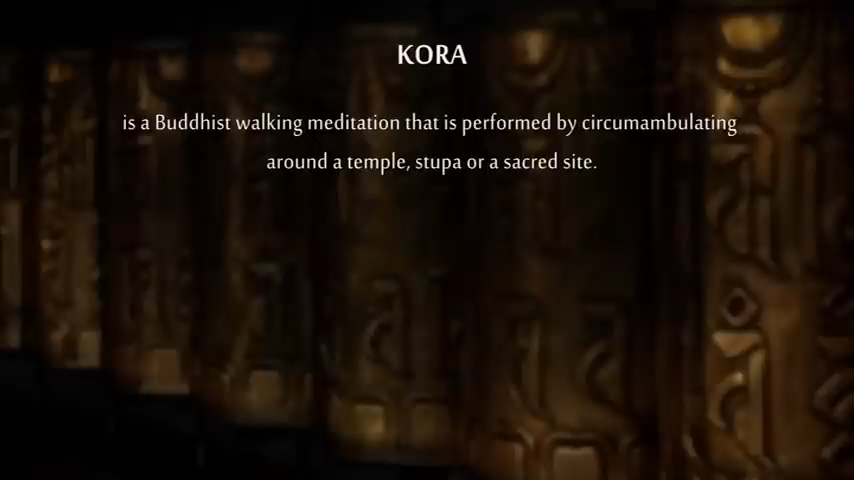 KORA
is a Buddhist walking meditation that is performed by circumambulating
around a temple, stupa or a sacred site.